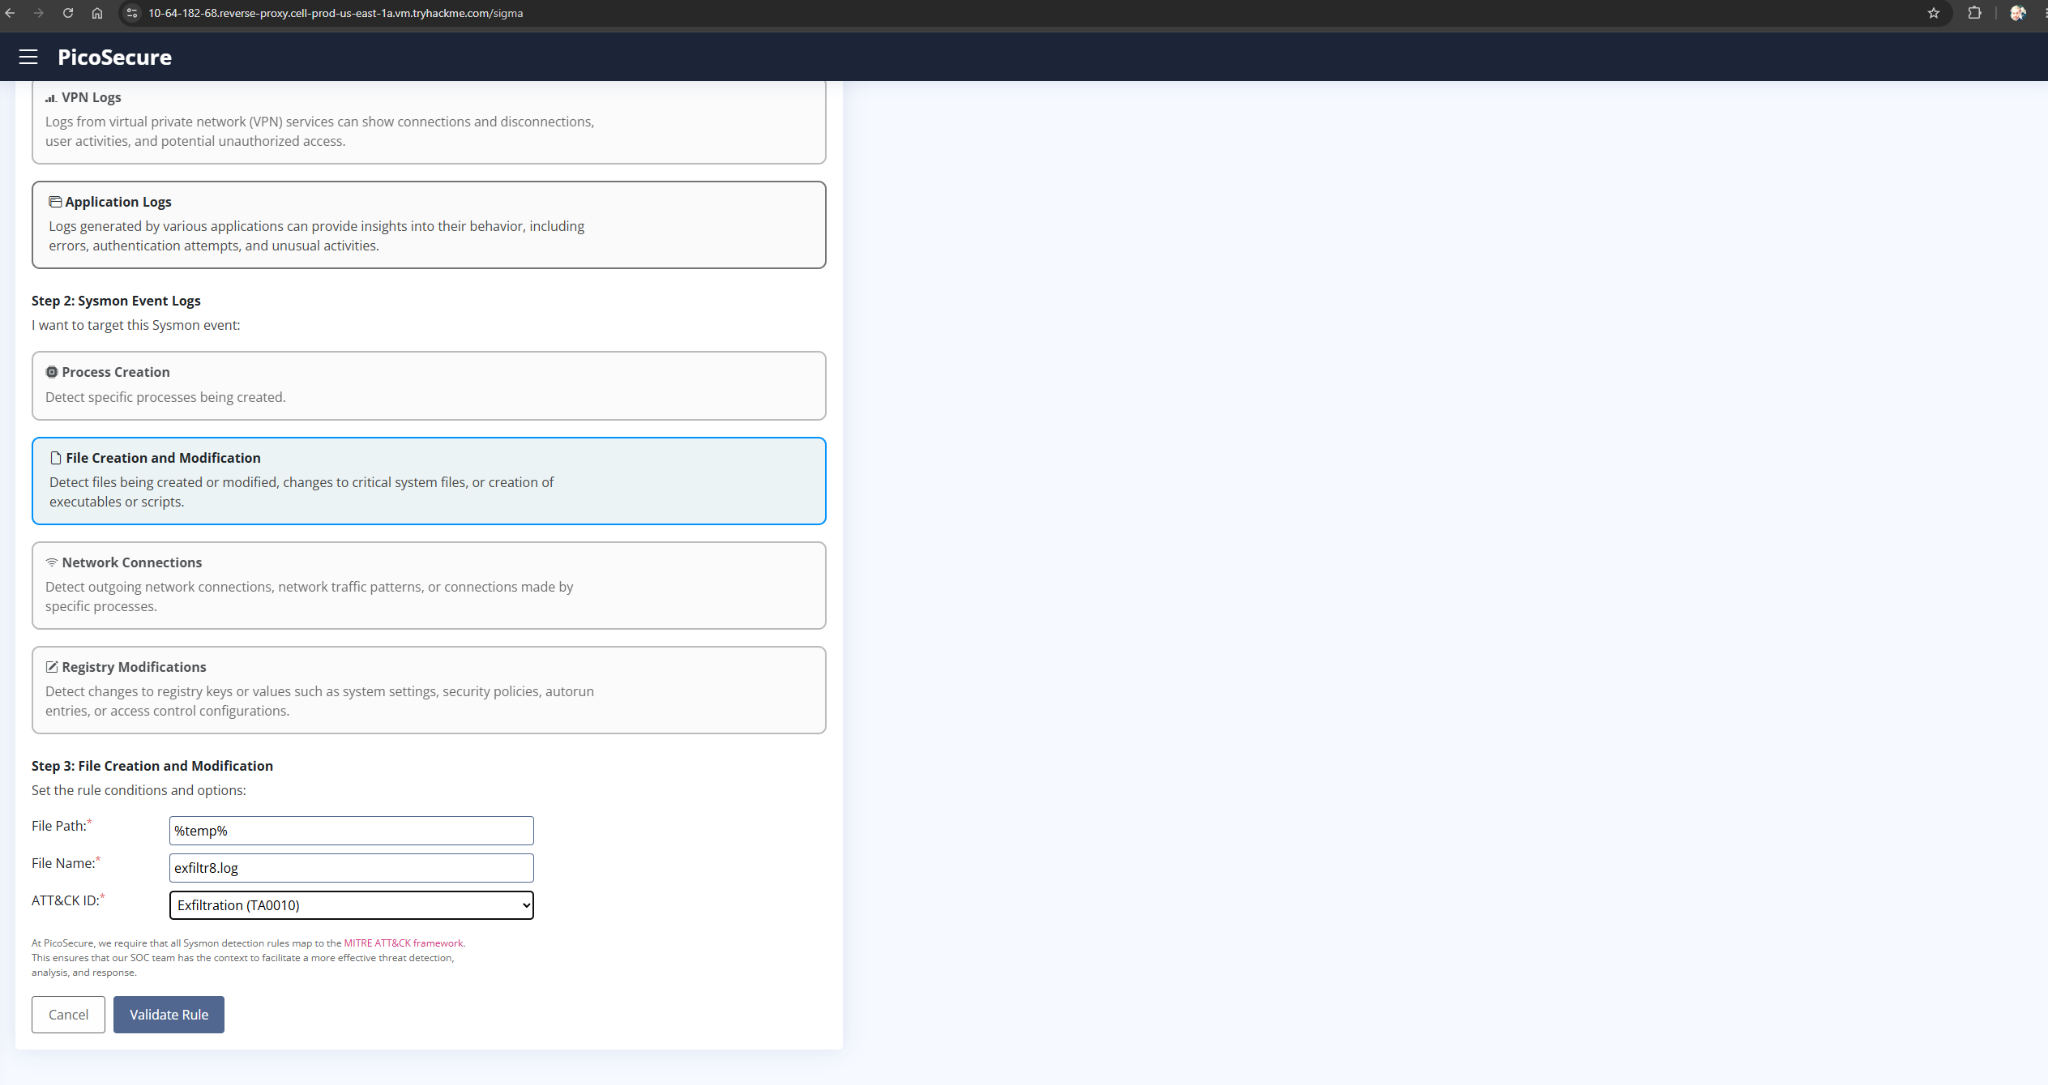 10-64-182-68.reverse-proxy.cell-prod-us-east-1a.vm.tryhackme.com/sigma
PicoSecure
VPN Logs
Logs from virtual private network (VPN) services can show connections and disconnections,
user activities, and potential unauthorized access.
Application Logs
Logs generated by various applications can provide insights into their behavior, including
errors, authentication attempts, and unusual activities.
Step 2: Sysmon Event Logs
I want to target this Sysmon event:
Process Creation
Detect specific processes being created.
File Creation and Modification
Detect files being created or modified, changes to critical system files, or creation of
executables or scripts.
Network Connections
Detect outgoing network connections, network traffic patterns, or connections made by
specific processes.
Registry Modifications
Detect changes to registry keys or values such as system settings, security policies, autorun
entries, or access control configurations.
Step 3: File Creation and Modification
Set the rule conditions and options:
File Path:* %temp%
File Name:* exfiltr8.log
ATT&CK ID:* Exfiltration (TA0010)
At PicoSecure, we require that all Sysmon detection rules map to the MITRE ATT&CK framework.
This ensures that our SOC team has the context to facilitate a more effective threat detection,
analysis, and response.
Cancel Validate Rule